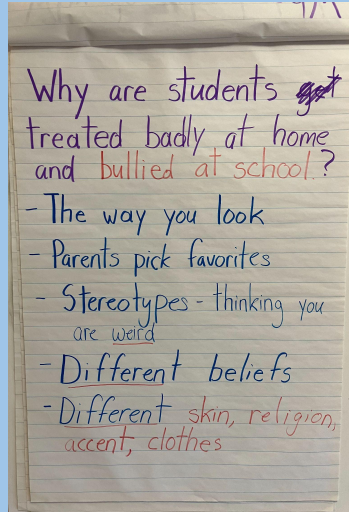 Why are students
treated badly at home
and bullied at school?
- The way you look
- Parents pick favorites
- Stereotypes - thinking you
are weird
- Different beliefs
- Different skin, religion,
accent, clothes